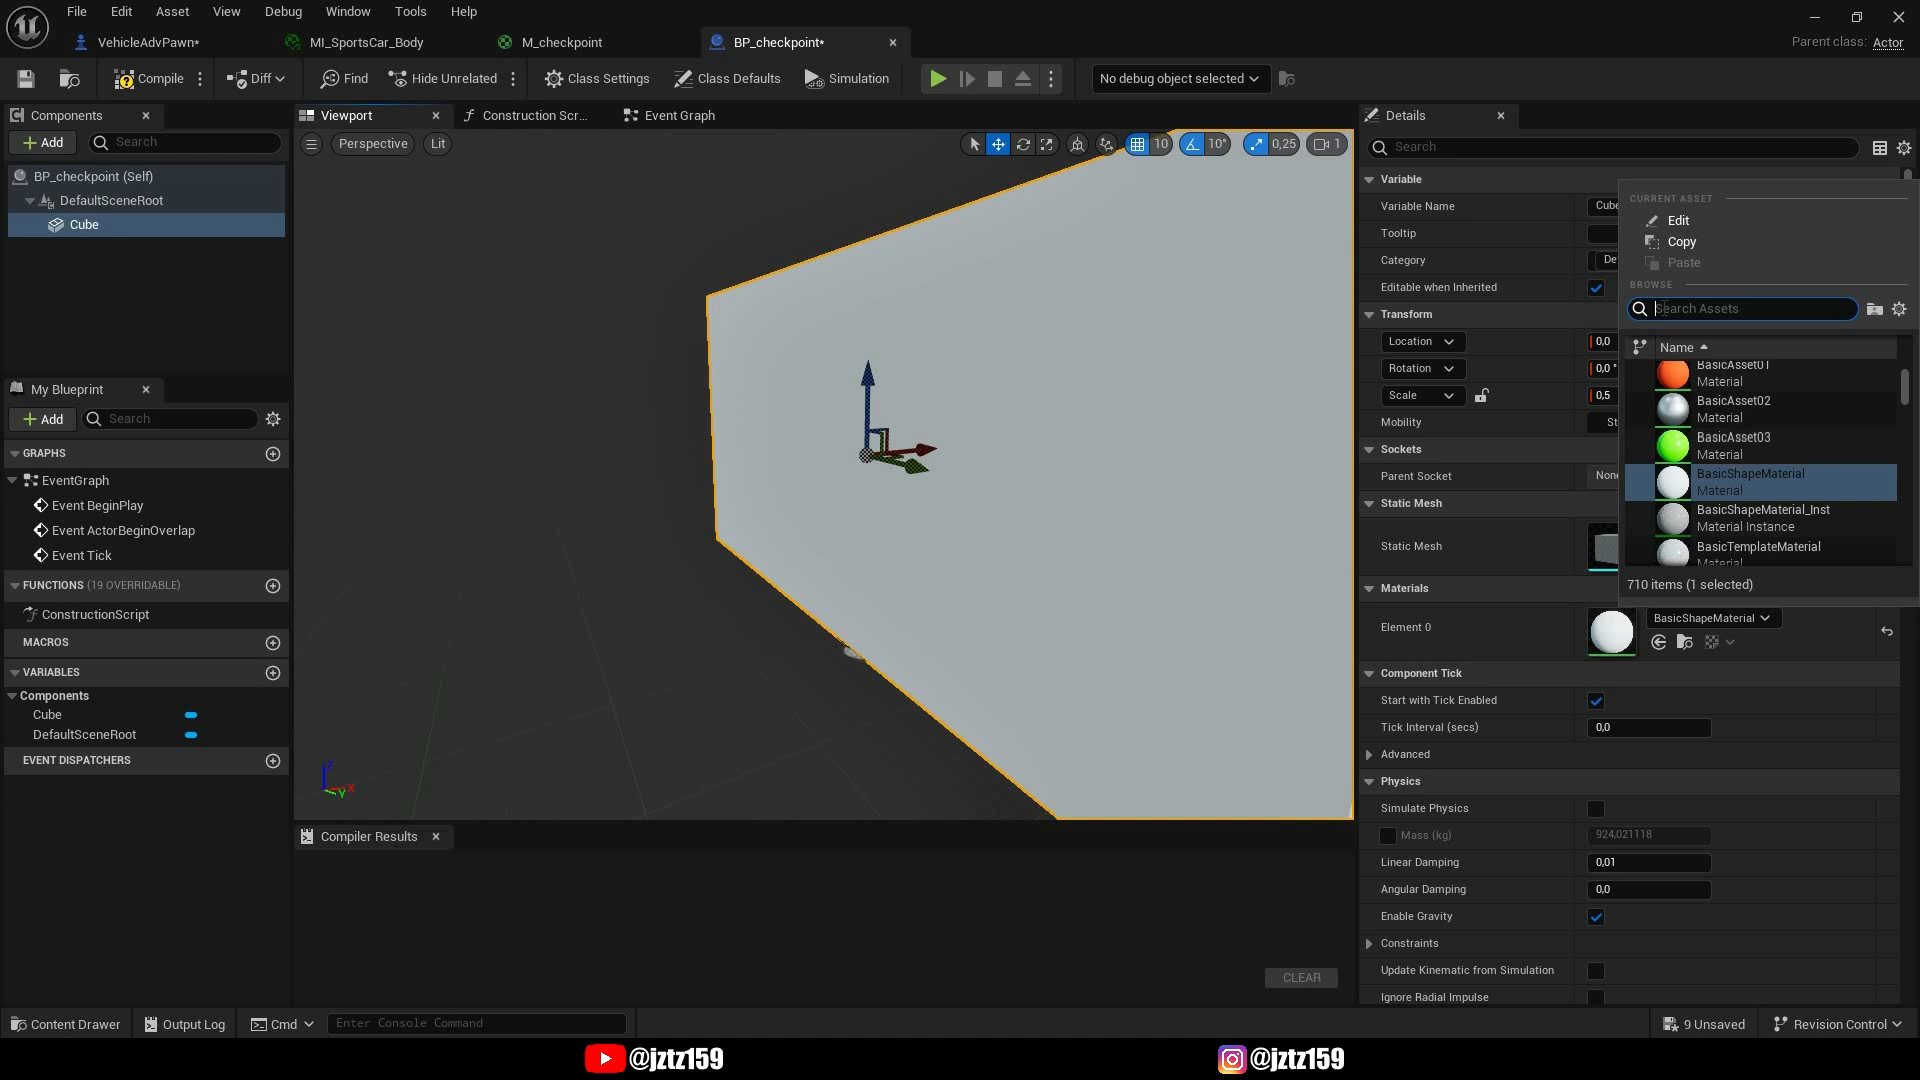 File Edit Asset View Debug Window Tools Help
VehicleAdvPawn*
MI_SportsCar_Body
M_checkpoint
BP_checkpoint*
Parent class: Actor
Compile
Diff
Find
Hide Unrelated
Class Settings
Class Defaults
Simulation
No debug object selected
Components
Add
Search
BP_checkpoint (Self)
DefaultSceneRoot
Cube
My Blueprint
Add
Search
GRAPHS
EventGraph
Event BeginPlay
Event ActorBeginOverlap
Event Tick
FUNCTIONS (19 OVERRIDABLE)
ConstructionScript
MACROS
VARIABLES
Components
Cube
DefaultSceneRoot
EVENT DISPATCHERS
Viewport
Construction Scr...
Event Graph
Perspective
Lit
10
10°
0,25
1
Z
X
Y
Compiler Results
CLEAR
Details
Search
Variable
Variable Name
Cube
Tooltip
Category
De
Editable when Inherited
Transform
Location
0,0
Rotation
0,0 °
Scale
0,5
Mobility
St
Sockets
Parent Socket
None
Static Mesh
Static Mesh
Materials
Element 0
BasicShapeMaterial
Component Tick
Start with Tick Enabled
Tick Interval (secs)
0,0
Advanced
Physics
Simulate Physics
Mass (kg)
924,021118
Linear Damping
0,01
Angular Damping
0,0
Enable Gravity
Constraints
Update Kinematic from Simulation
Ignore Radial Impulse
CURRENT ASSET
Edit
Copy
Paste
BROWSE
Search Assets
Name
BasicAsset01
Material
BasicAsset02
Material
BasicAsset03
Material
BasicShapeMaterial
Material
BasicShapeMaterial_Inst
Material Instance
BasicTemplateMaterial
Material
710 items (1 selected)
Content Drawer
Output Log
Cmd
Enter Console Command
9 Unsaved
Revision Control
@jztz159
@jztz159